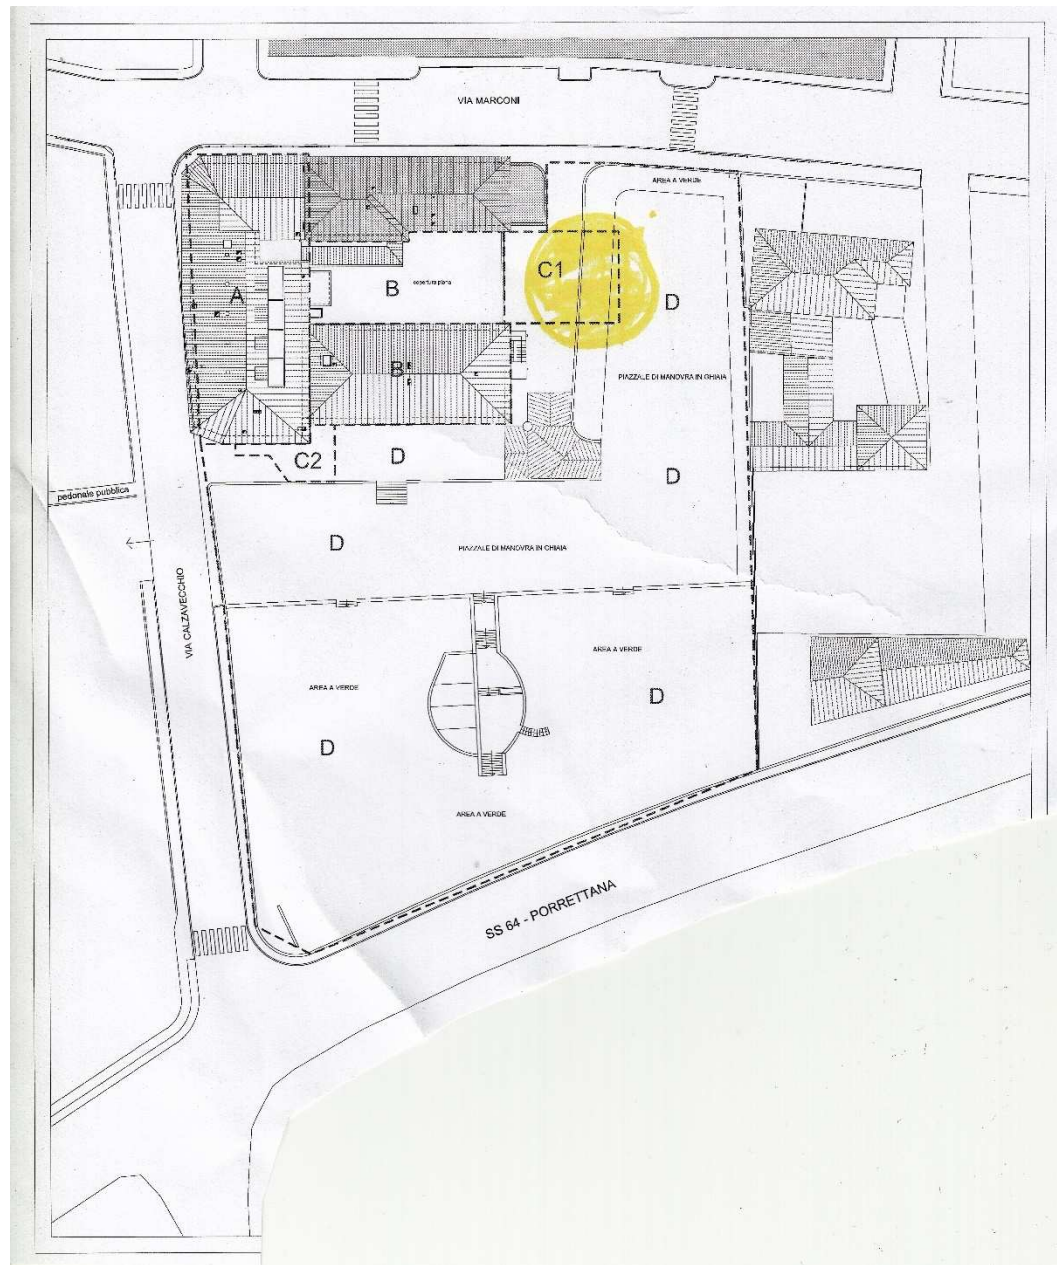 VIA MARCONI
AREA A VERDE
C1
A
B
copertura piana
D
B
PIAZZALE DI MANOVRA IN GHIAIA
C2
D
D
pedonale pubblica
D
PIAZZALE DI MANOVRA IN GHIAIA
VIA CALZAVECCHIO
AREA A VERDE
AREA A VERDE
D
D
AREA A VERDE
SS 64 - PORRETTANA